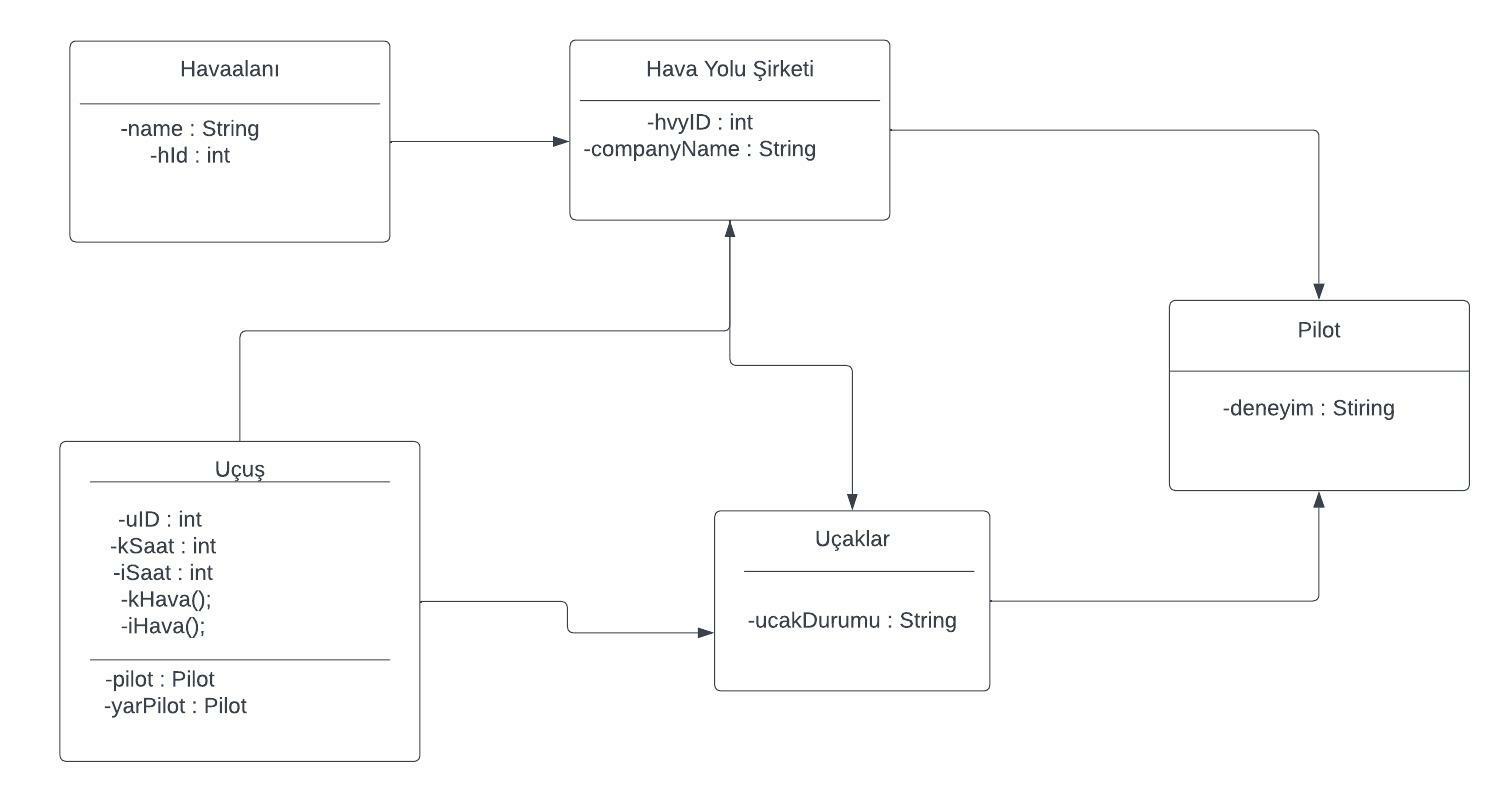 Havaalanı
-name : String
-hId : int
Hava Yolu Şirketi
-hvyID : int
-companyName : String
Pilot
-deneyim : Stiring
Uçuş
-uID : int
-kSaat : int
-iSaat : int
-kHava();
-iHava();
-pilot : Pilot
-yarPilot : Pilot
Uçaklar
-ucakDurumu : String